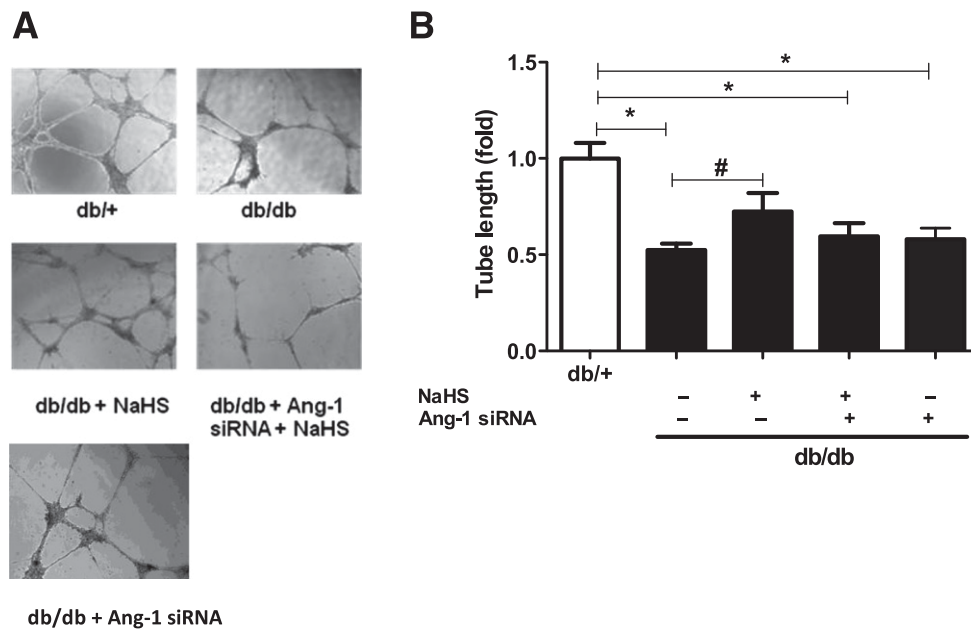 A
db/+
db/db
db/db + NaHS
db/db + Ang-1
siRNA + NaHS
db/db + Ang-1 siRNA
B
Tube length (fold)
1.5
1.0
0.5
0.0
*
*
*
#
db/+
NaHS – + + –
Ang-1 siRNA – – + +
db/db